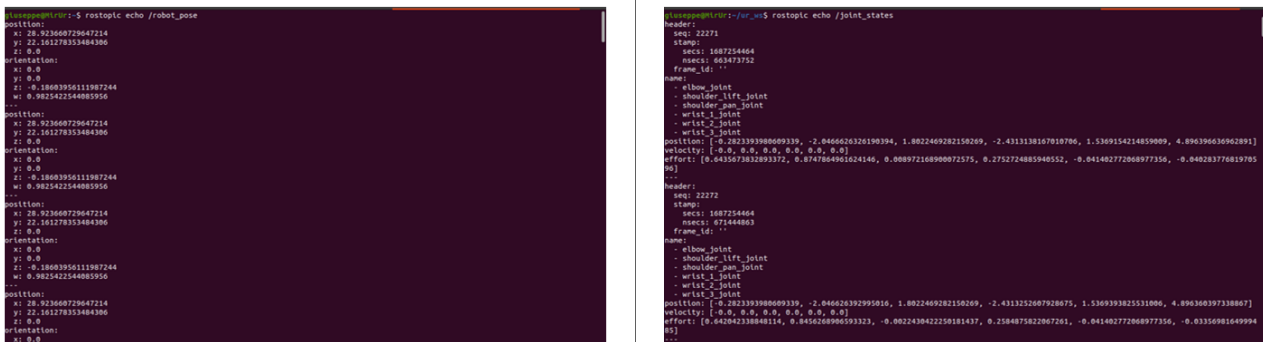 giuseppe@MirUr:~$ rostopic echo /robot_pose
position:
  x: 28.923660729647214
  y: 22.161278353484306
  z: 0.0
orientation:
  x: 0.0
  y: 0.0
  z: -0.18603956111987244
  w: 0.9825422544085956
---
position:
  x: 28.923660729647214
  y: 22.161278353484306
  z: 0.0
orientation:
  x: 0.0
  y: 0.0
  z: -0.18603956111987244
  w: 0.9825422544085956
---
position:
  x: 28.923660729647214
  y: 22.161278353484306
  z: 0.0
orientation:
  x: 0.0
  y: 0.0
  z: -0.18603956111987244
  w: 0.9825422544085956
---
position:
  x: 28.923660729647214
  y: 22.161278353484306
  z: 0.0
orientation:
  x: 0.0
giuseppe@MirUr:~/ur_ws$ rostopic echo /joint_states
header:
  seq: 22271
  stamp:
    secs: 1687254464
    nsecs: 663473752
  frame_id: ''
name:
  - elbow_joint
  - shoulder_lift_joint
  - shoulder_pan_joint
  - wrist_1_joint
  - wrist_2_joint
  - wrist_3_joint
position: [-0.2823393980609339, -2.0466626326190394, 1.8022469282150269, -2.4313138167010706, 1.5369154214859009, 4.896396636962891]
velocity: [-0.0, 0.0, 0.0, 0.0, 0.0, 0.0]
effort: [0.6435673832893372, 0.8747864961624146, 0.008972168900072575, 0.2752724885940552, -0.041402772068977356, -0.040283776819705
96]
---
header:
  seq: 22272
  stamp:
    secs: 1687254464
    nsecs: 671444863
  frame_id: ''
name:
  - elbow_joint
  - shoulder_lift_joint
  - shoulder_pan_joint
  - wrist_1_joint
  - wrist_2_joint
  - wrist_3_joint
position: [-0.2823393980609339, -2.046626392995016, 1.8022469282150269, -2.4313252607928675, 1.5369393825531006, 4.896360397338867]
velocity: [-0.0, 0.0, 0.0, 0.0, 0.0, 0.0]
effort: [0.642042338848114, 0.8456268906593323, -0.0022430422250181437, 0.2584875822067261, -0.041402772068977356, -0.03356981649994
85]
---